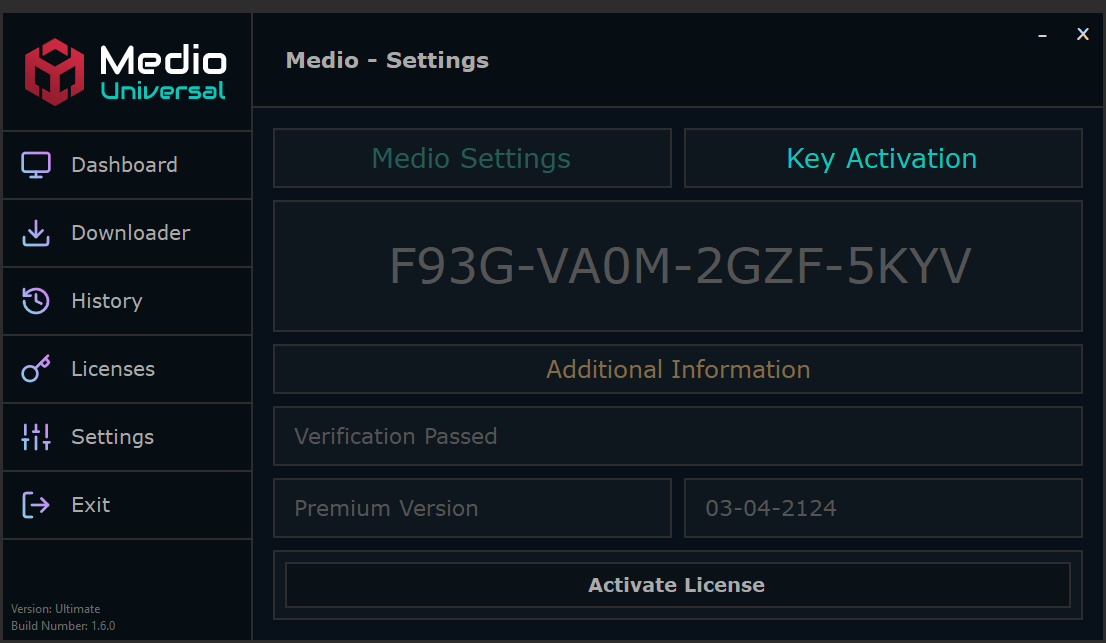 Medio
Universal
Medio - Settings
Dashboard
Downloader
History
Licenses
Settings
Exit
Version: Ultimate
Build Number: 1.6.0
Medio Settings
Key Activation
F93G-VA0M-2GZF-5KYV
Additional Information
Verification Passed
Premium Version
03-04-2124
Activate License